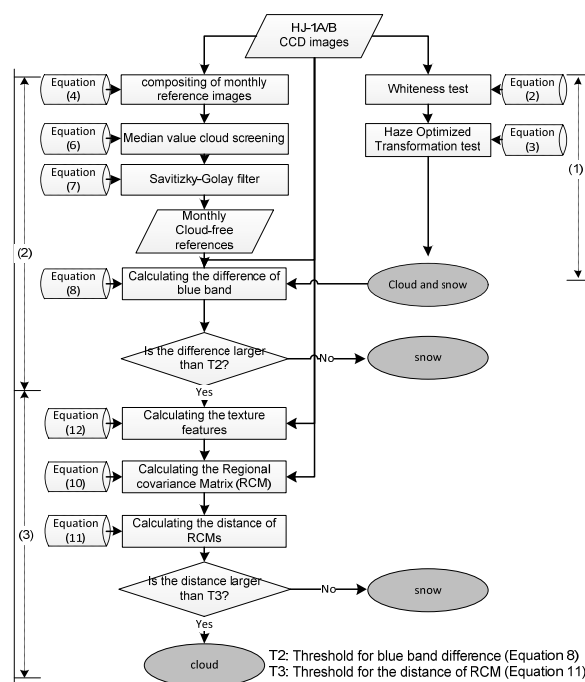 HJ-1A/B
CCD images
Equation
(4)
compositing of monthly
reference images
Whiteness test
Equation
(2)
Equation
(6)
Median value cloud screening
Haze Optimized
Transformation test
Equation
(3)
(1)
Equation
(7)
Savitizky-Golay filter
Monthly
Cloud-free
references
(2)
Equation
(8)
Calculating the difference of
blue band
Cloud and snow
Is the difference larger
than T2?
No
snow
Yes
Equation
(12)
Calculating the texture
features
Equation
(10)
Calculating the Regional
covariance Matrix (RCM)
(3)
Equation
(11)
Calculating the distance of
RCMs
Is the distance larger
than T3?
No
snow
Yes
cloud
T2: Threshold for blue band difference (Equation 8)
T3: Threshold for the distance of RCM (Equation 11)